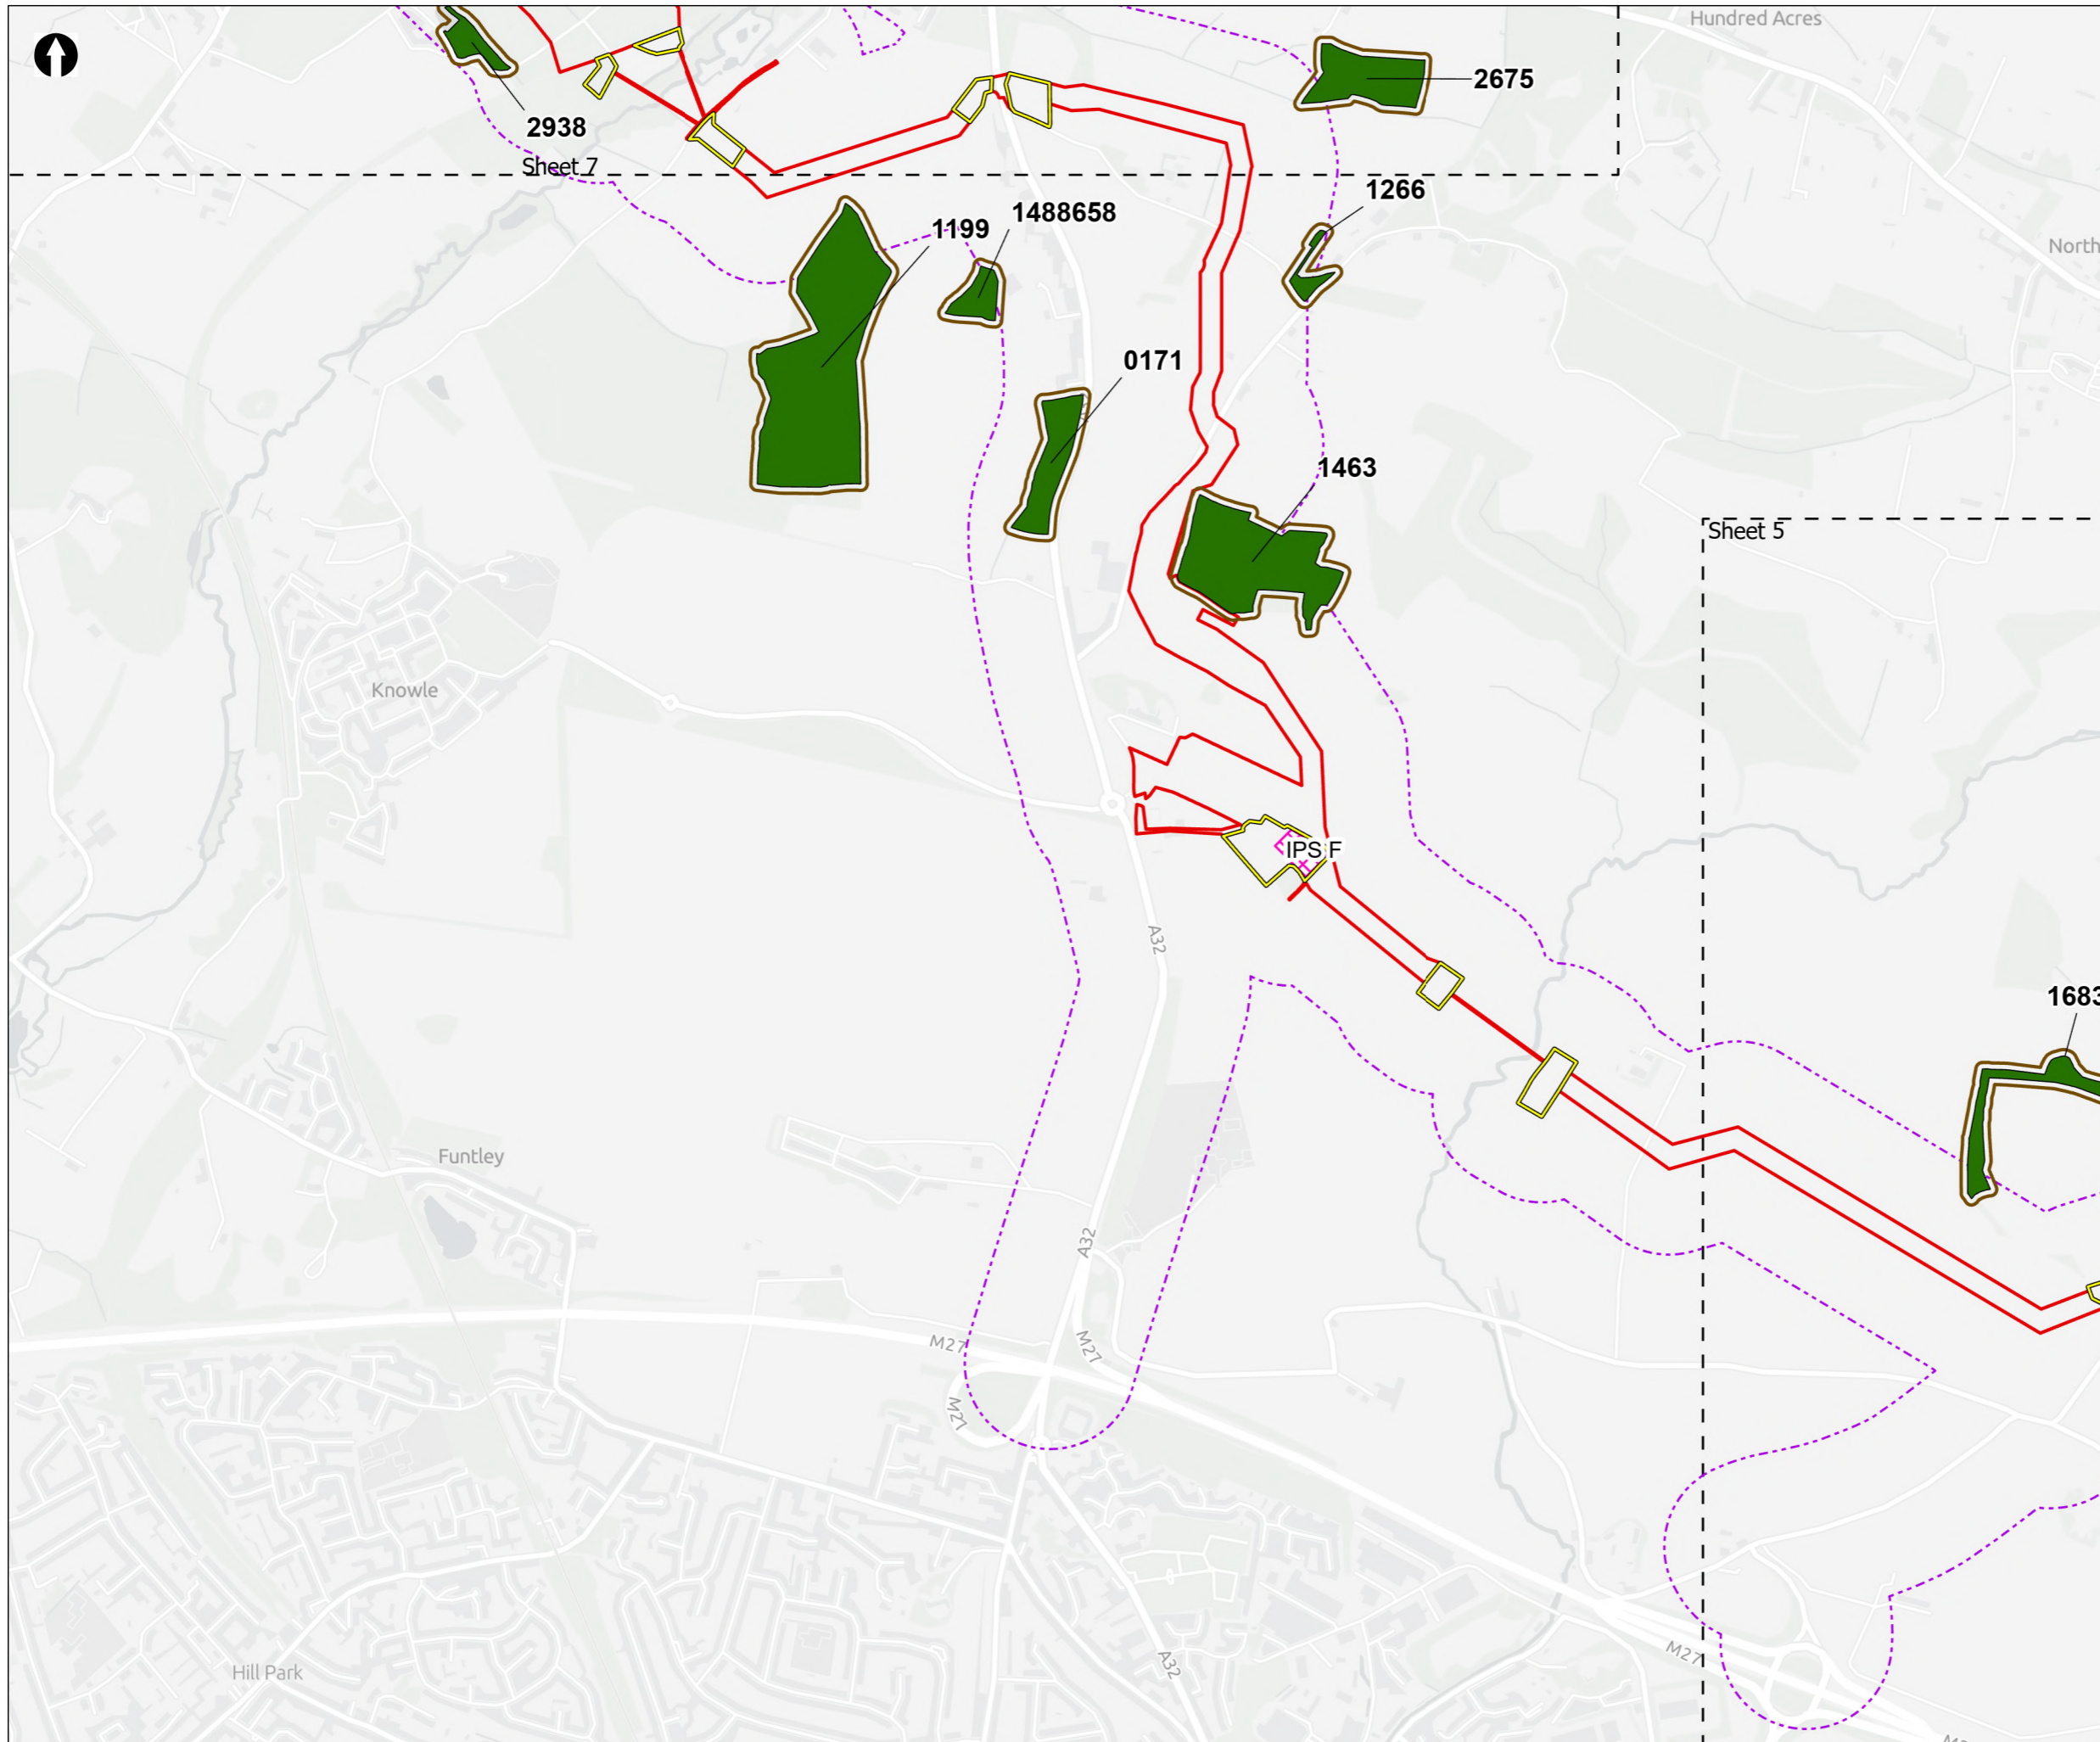 Hundred Acres
2675
2938
Sheet 7
1266
1488658
1199
North
0171
1463
Sheet 5
Knowle
IPS F
A32
1683
Funtley
A32
M27
M27
M27
A32
M27
Hill Park